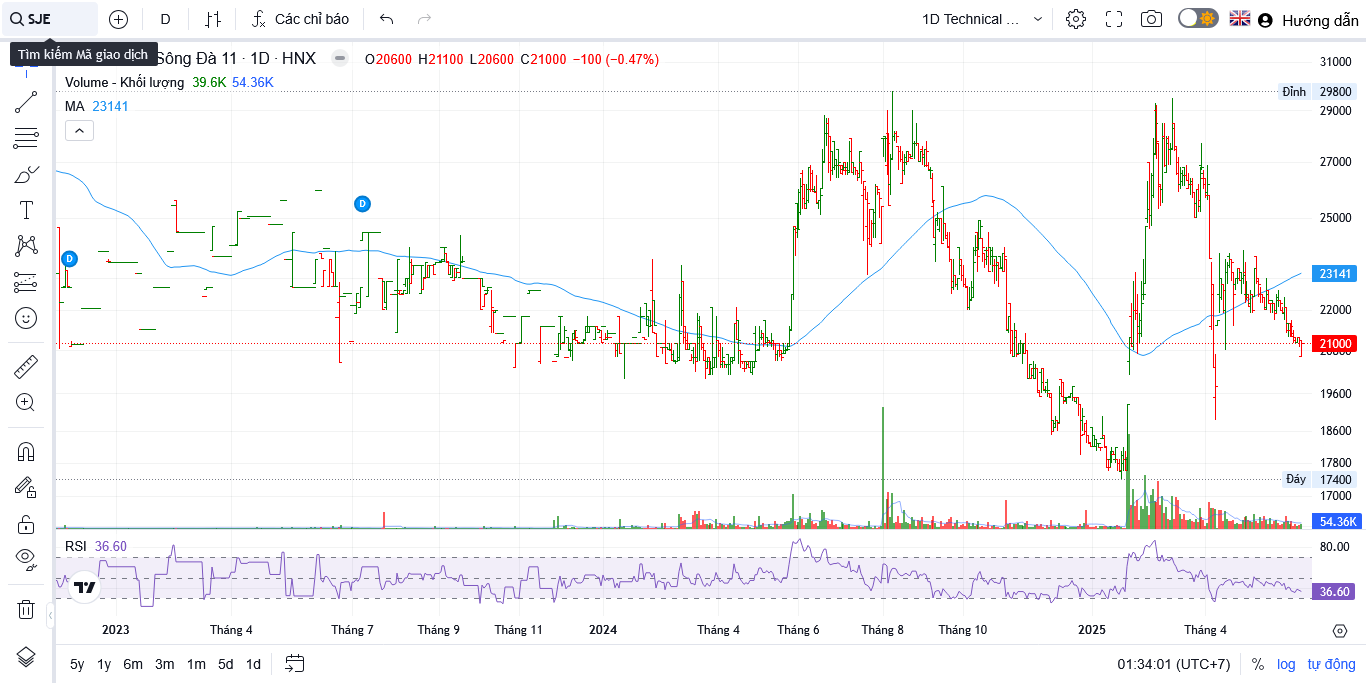 SJE
D
Các chỉ báo
1D Technical ...
Hướng dẫn
Tìm kiếm Mã giao dịch
Sông Đà 11 · 1D · HNX
O20600 H21100 L20600 C21000 −100 (−0.47%)
Volume - Khối lượng 39.6K 54.36K
MA 23141
D
D
31000
Đỉnh 29800
29000
27000
25000
23141
22000
21000
20800
19600
18600
17800
Đáy 17400
17000
54.36K
RSI 36.60
80.00
36.60
2023
Tháng 4
Tháng 7
Tháng 9
Tháng 11
2024
Tháng 4
Tháng 6
Tháng 8
Tháng 10
2025
Tháng 4
5y 1y 6m 3m 1m 5d 1d
01:34:01 (UTC+7)
% log tự động